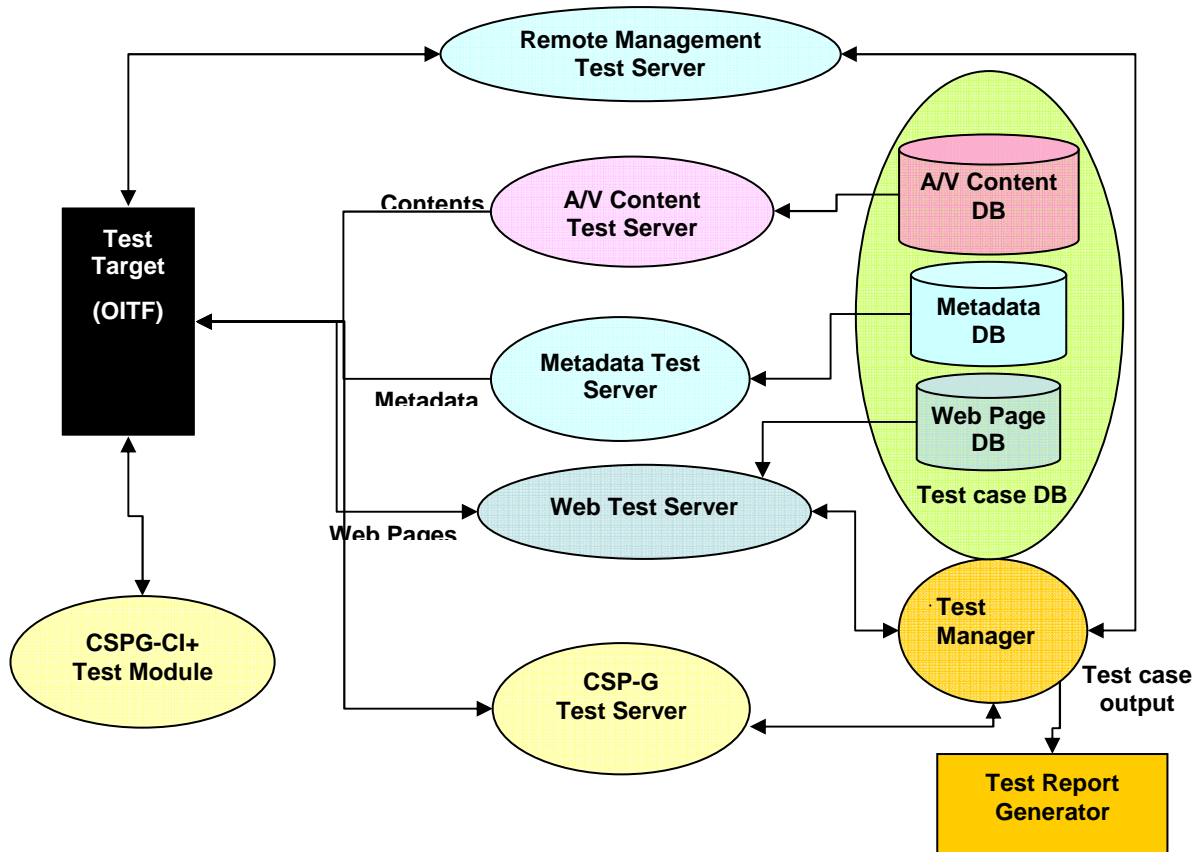 Remote Management
Test Server
Contents
A/V Content
Test Server
A/V Content
DB
Test
Target
(OITF)
Metadata
DB
Metadata Test
Server
Metadata
Web Page
DB
Test case DB
Web Test Server
Web Pages
Test
Manager
CSPG-CI+
Test Module
CSP-G
Test Server
Test case
output
Test Report
Generator